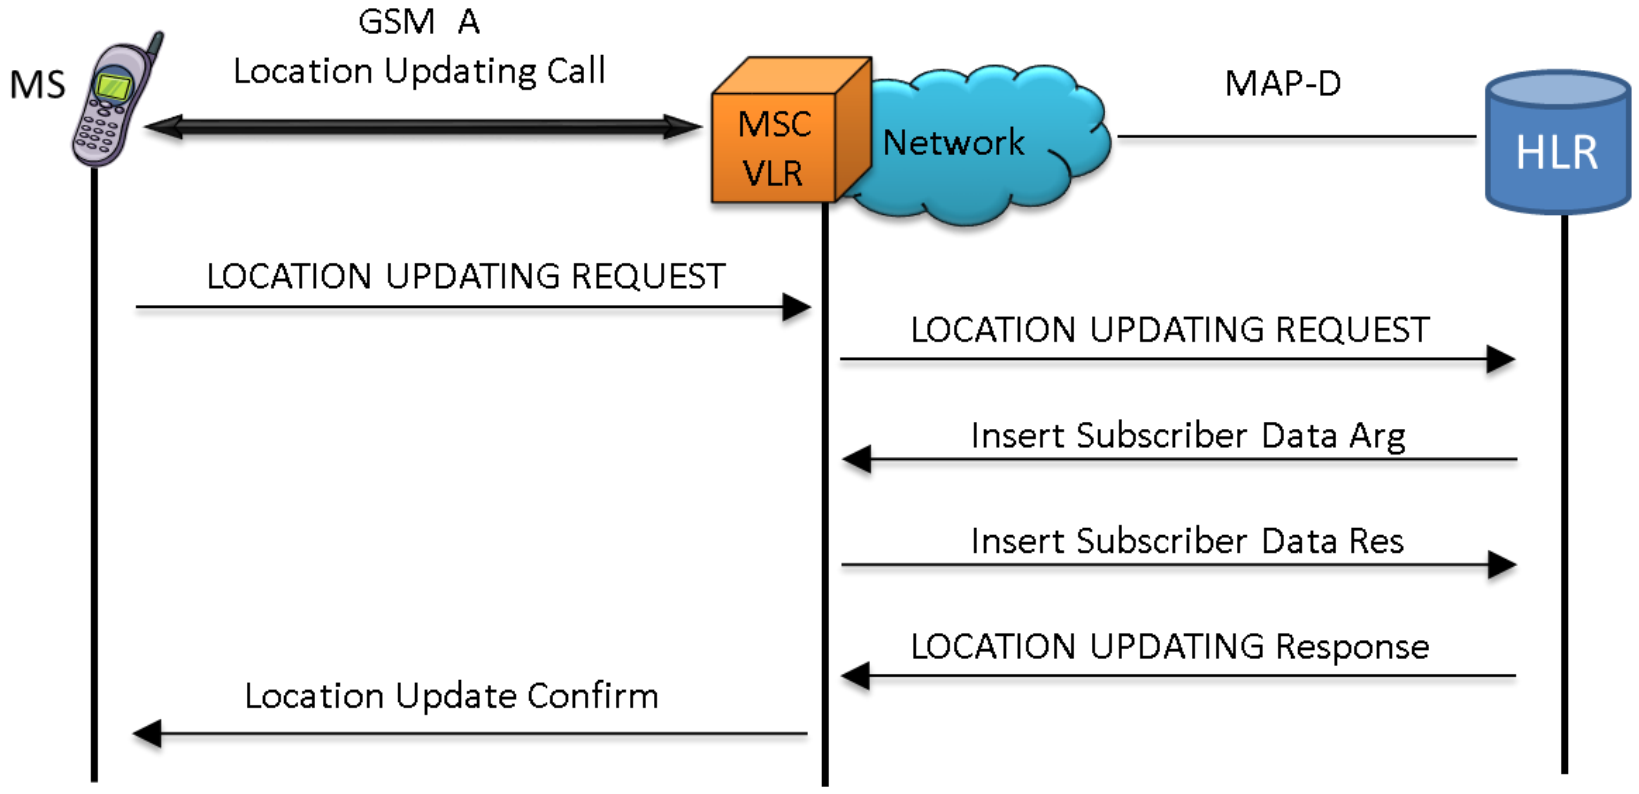 GSM A
Location Updating Call
MS
MSC
VLR
Network
MAP-D
HLR
LOCATION UPDATING REQUEST
LOCATION UPDATING REQUEST
Insert Subscriber Data Arg
Insert Subscriber Data Res
LOCATION UPDATING Response
Location Update Confirm